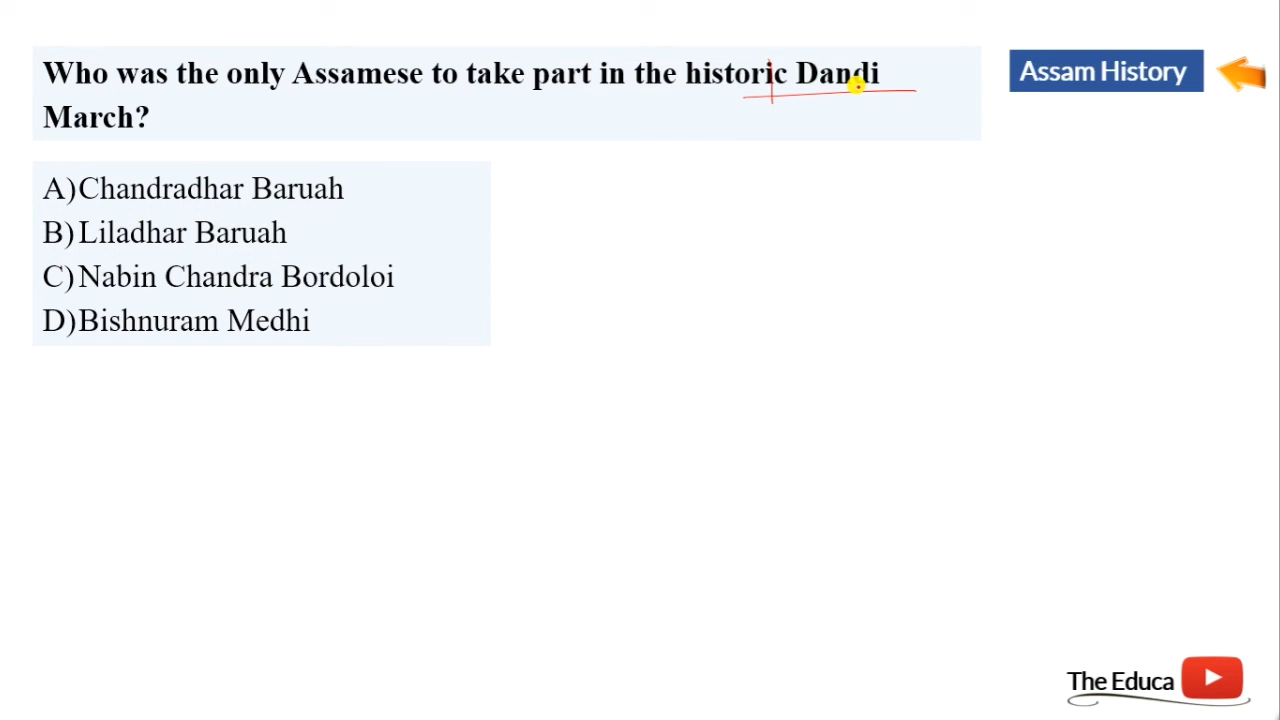 Who was the only Assamese to take part in the historic Dandi
March?
Assam History
A)Chandradhar Baruah
B)Liladhar Baruah
C)Nabin Chandra Bordoloi
D)Bishnuram Medhi
The Educa